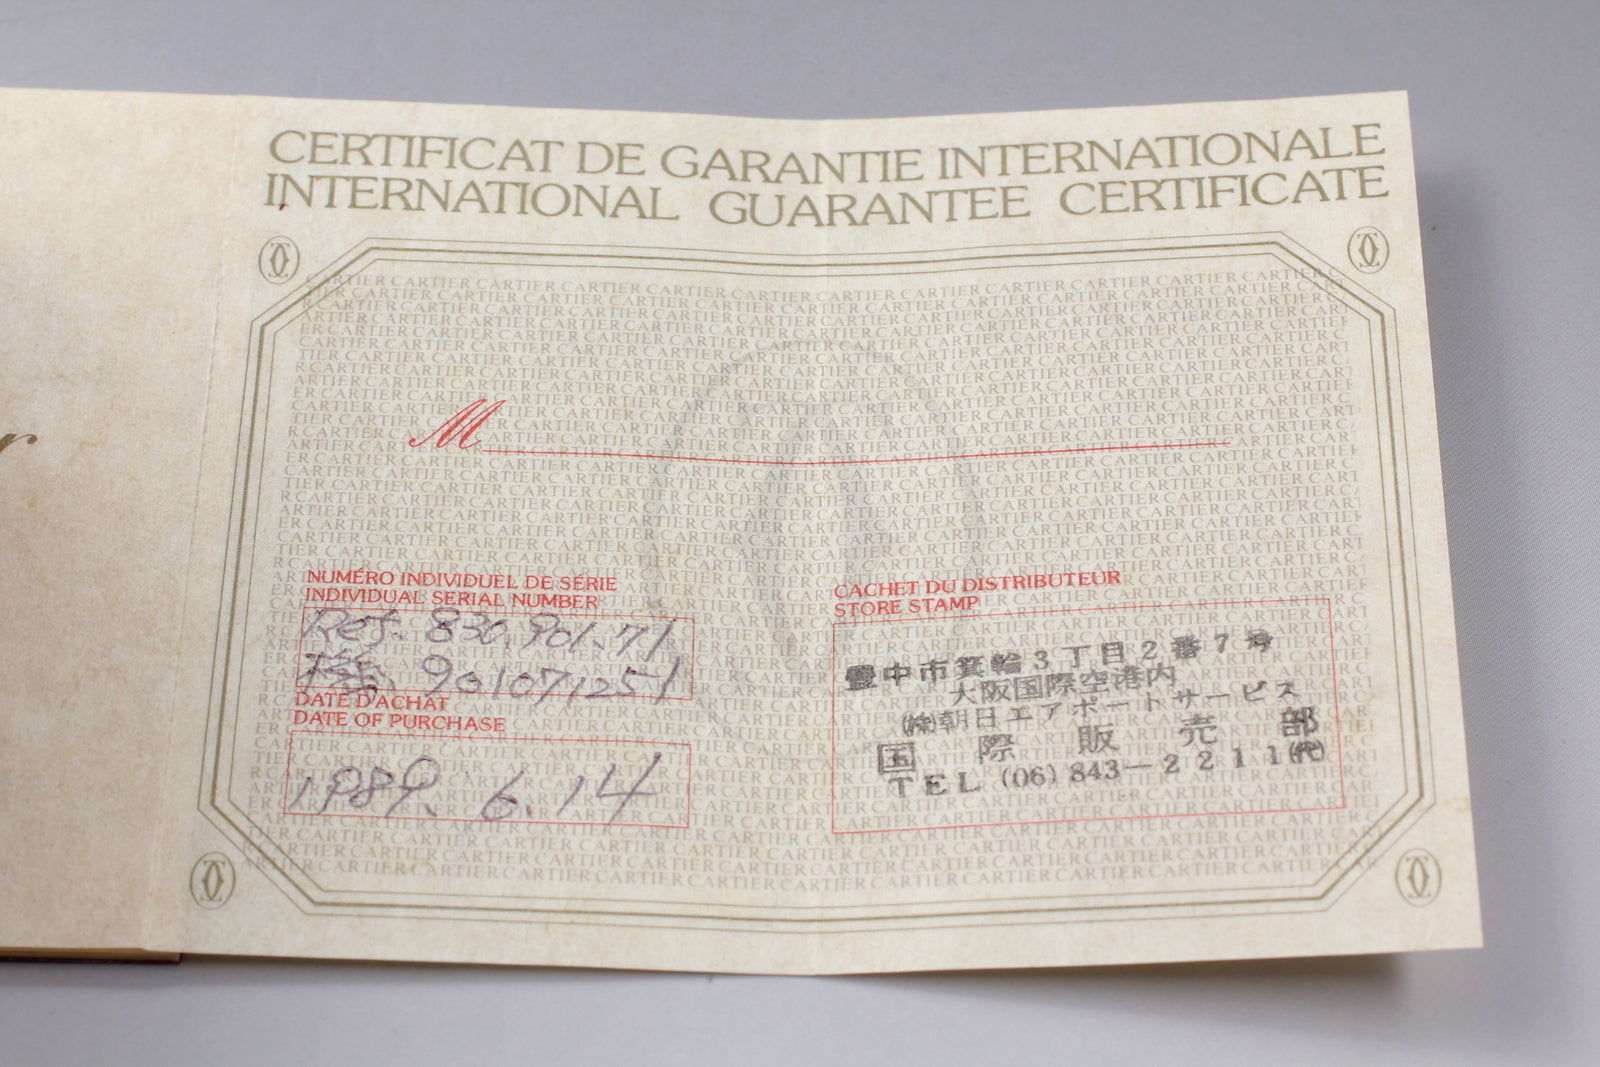 CERTIFICAT DE GARANTIE INTERNATIONALE
INTERNATIONAL GUARANTEE CERTIFICATE
M
NUMÉRO INDIVIDUEL DE SÉRIE
INDIVIDUAL SERIAL NUMBER
Ref. 830.901.71
901071251
DATE D'ACHAT
DATE OF PURCHASE
1989. 6. 14
CACHET DU DISTRIBUTEUR
STORE STAMP
豊中市箕輪3丁目2番7号
大阪国際空港内
(株)朝日エアポートサービス
国際販売部
TEL (06) 843-2211(代)